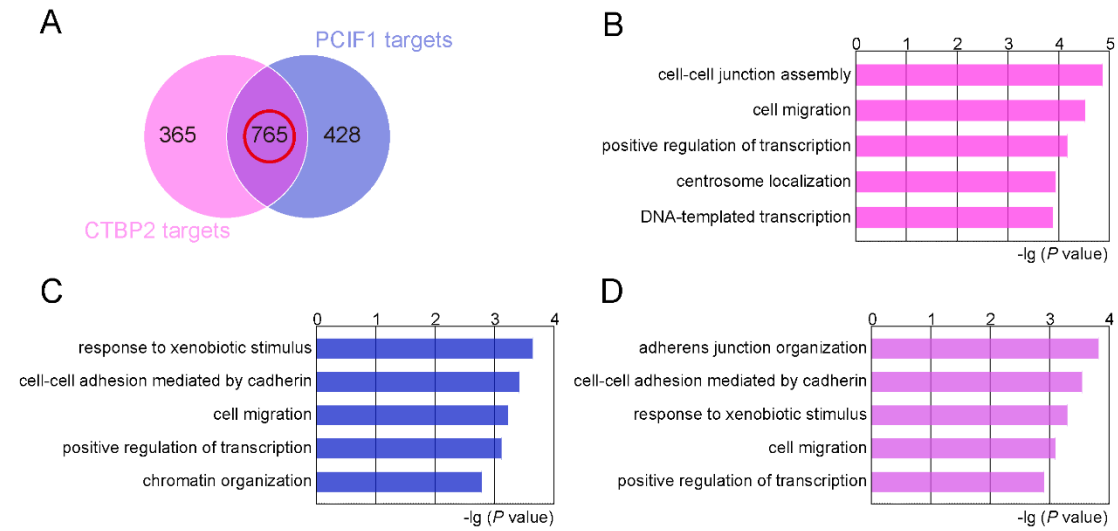 A
PCIF1 targets
365
765
428
CTBP2 targets
B
0 1 2 3 4 5
cell-cell junction assembly
cell migration
positive regulation of transcription
centrosome localization
DNA-templated transcription
-lg (P value)
C
0 1 2 3 4
response to xenobiotic stimulus
cell-cell adhesion mediated by cadherin
cell migration
positive regulation of transcription
chromatin organization
-lg (P value)
D
0 1 2 3 4
adherens junction organization
cell-cell adhesion mediated by cadherin
response to xenobiotic stimulus
cell migration
positive regulation of transcription
-lg (P value)